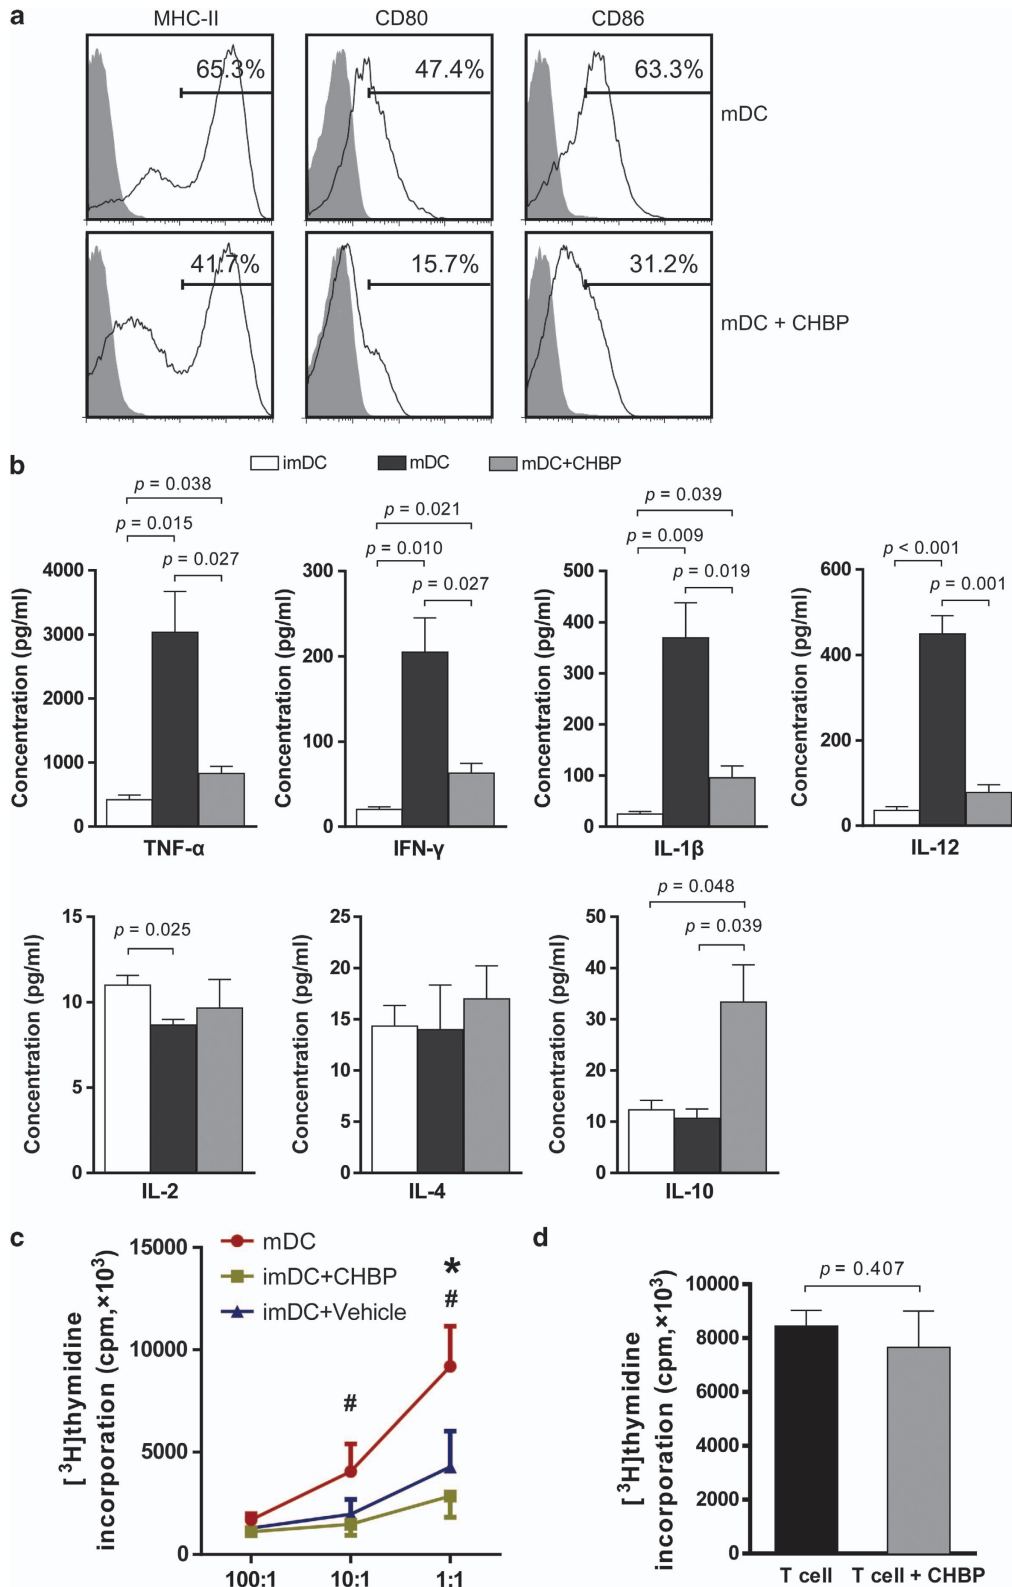 a
MHC-II CD80 CD86
65.3% 47.4% 63.3%
mDC
41.7% 15.7% 31.2%
mDC + CHBP
b
imDC mDC mDC+CHBP
p = 0.038
p = 0.015
p = 0.027
4000
3000
2000
1000
0
Concentration (pg/ml)
TNF-α
p = 0.021
p = 0.010
p = 0.027
300
200
100
0
Concentration (pg/ml)
IFN-γ
p = 0.039
p = 0.009
p = 0.019
500
400
300
200
100
0
Concentration (pg/ml)
IL-1β
p < 0.001
p = 0.001
600
400
200
0
Concentration (pg/ml)
IL-12
p = 0.025
15
10
5
0
Concentration (pg/ml)
IL-2
25
20
15
10
5
0
Concentration (pg/ml)
IL-4
p = 0.048
p = 0.039
50
40
30
20
10
0
Concentration (pg/ml)
IL-10
c
mDC
imDC+CHBP
imDC+Vehicle
15000
10000
5000
0
[³H]thymidine
incorporation (cpm,×10³)
*
#
#
100:1 10:1 1:1
d
p = 0.407
10000
8000
6000
4000
2000
0
[³H]thymidine
incorporation (cpm,×10³)
T cell T cell + CHBP